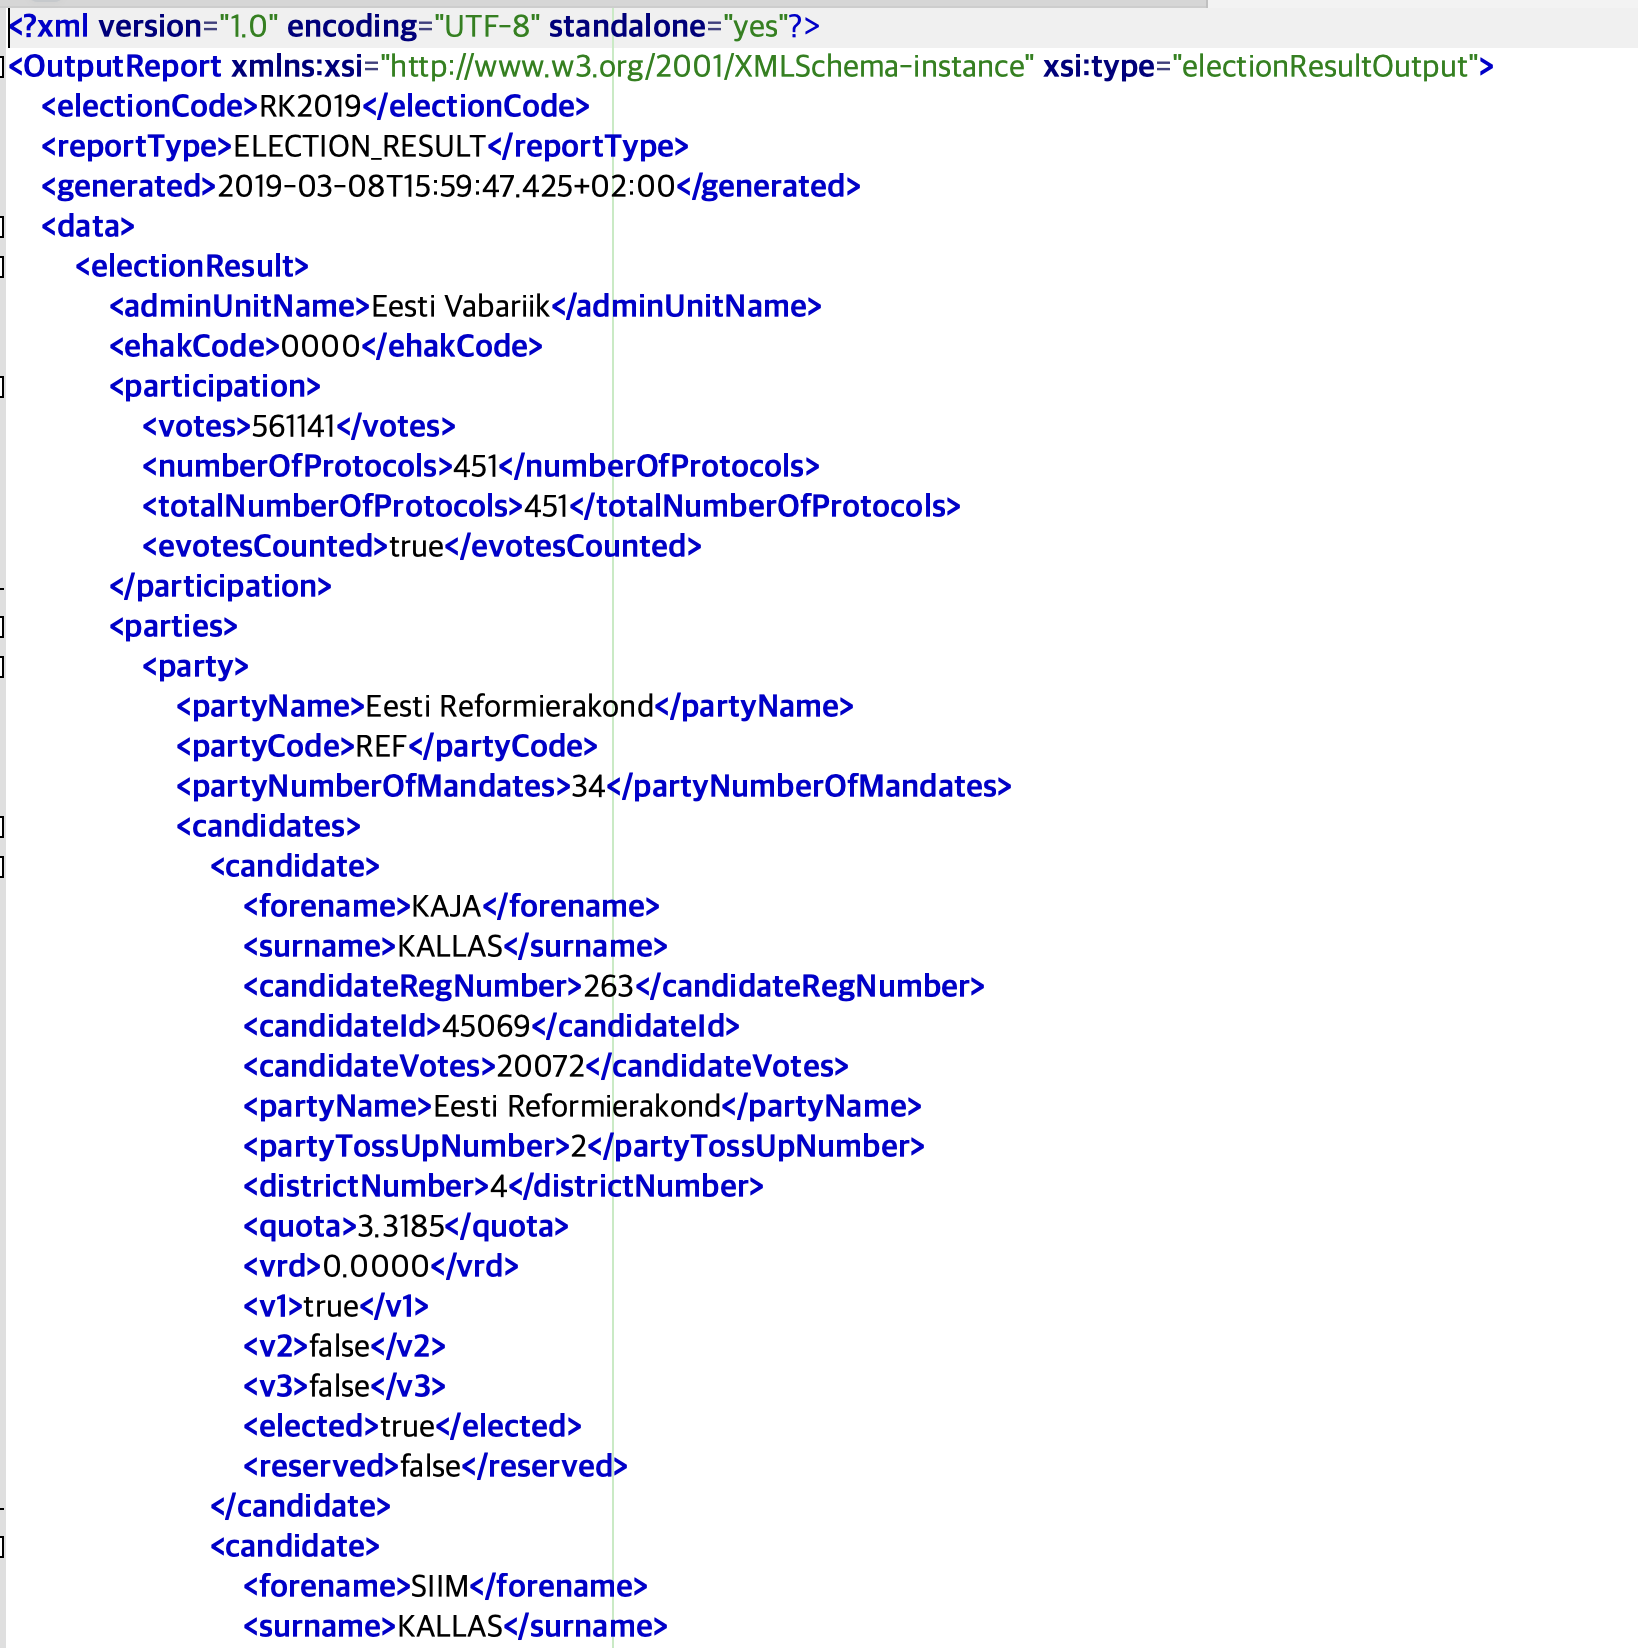 <?xml version="1.0" encoding="UTF-8" standalone="yes"?>
<OutputReport xmlns:xsi="http://www.w3.org/2001/XMLSchema-instance" xsi:type="electionResultOutput">
<electionCode>RK2019</electionCode>
<reportType>ELECTION_RESULT</reportType>
<generated>2019-03-08T15:59:47.425+02:00</generated>
<data>
<electionResult>
<adminUnitName>Eesti Vabariik</adminUnitName>
<ehakCode>0000</ehakCode>
<participation>
<votes>561141</votes>
<numberOfProtocols>451</numberOfProtocols>
<totalNumberOfProtocols>451</totalNumberOfProtocols>
<evotesCounted>true</evotesCounted>
</participation>
<parties>
<party>
<partyName>Eesti Reformierakond</partyName>
<partyCode>REF</partyCode>
<partyNumberOfMandates>34</partyNumberOfMandates>
<candidates>
<candidate>
<forename>KAJA</forename>
<surname>KALLAS</surname>
<candidateRegNumber>263</candidateRegNumber>
<candidateId>45069</candidateId>
<candidateVotes>20072</candidateVotes>
<partyName>Eesti Reformierakond</partyName>
<partyTossUpNumber>2</partyTossUpNumber>
<districtNumber>4</districtNumber>
<quota>3.3185</quota>
<vrd>0.0000</vrd>
<v1>true</v1>
<v2>false</v2>
<v3>false</v3>
<elected>true</elected>
<reserved>false</reserved>
</candidate>
<candidate>
<forename>SIIM</forename>
<surname>KALLAS</surname>